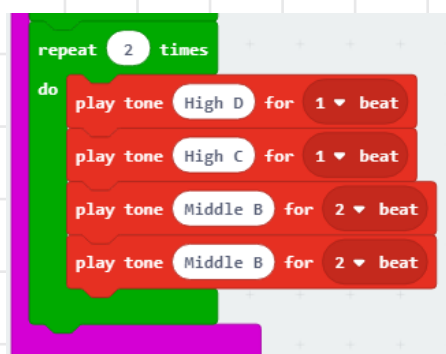 repeat 2 times
do
play tone High D for 1 beat
play tone High C for 1 beat
play tone Middle B for 2 beat
play tone Middle B for 2 beat